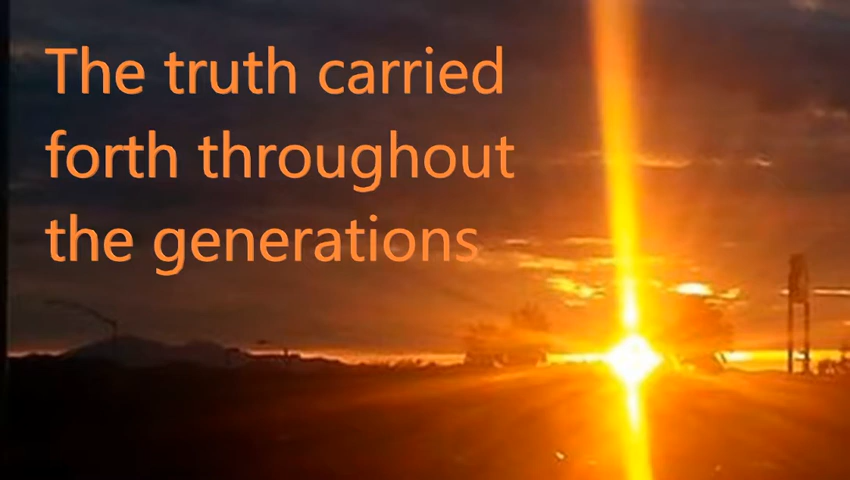 The truth carried
forth throughout
the generations